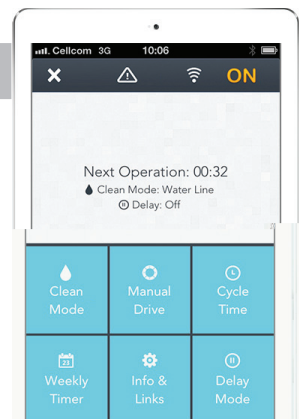 Cellcom 3G 10:06
ON
Next Operation: 00:32
Clean Mode: Water Line
Delay: Off
Clean Mode
Manual Drive
Cycle Time
23
Weekly Timer
Info & Links
Delay Mode